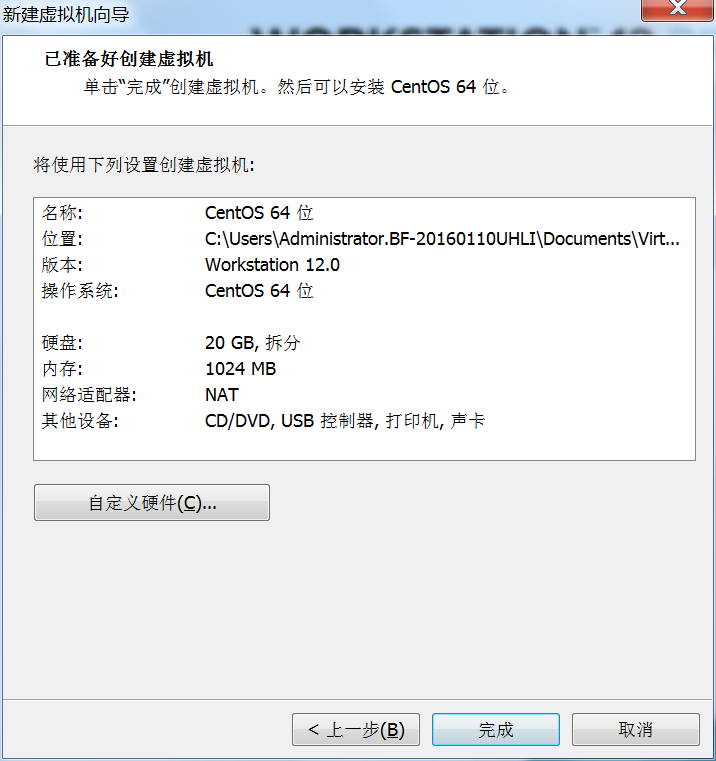 新建虚拟机向导
已准备好创建虚拟机
单击“完成”创建虚拟机。然后可以安装 CentOS 64 位。
将使用下列设置创建虚拟机:
名称: CentOS 64 位
位置: C:\Users\Administrator.BF-20160110UHLI\Documents\Virt...
版本: Workstation 12.0
操作系统: CentOS 64 位
硬盘: 20 GB, 拆分
内存: 1024 MB
网络适配器: NAT
其他设备: CD/DVD, USB 控制器, 打印机, 声卡
自定义硬件(C)...
< 上一步(B) 完成 取消